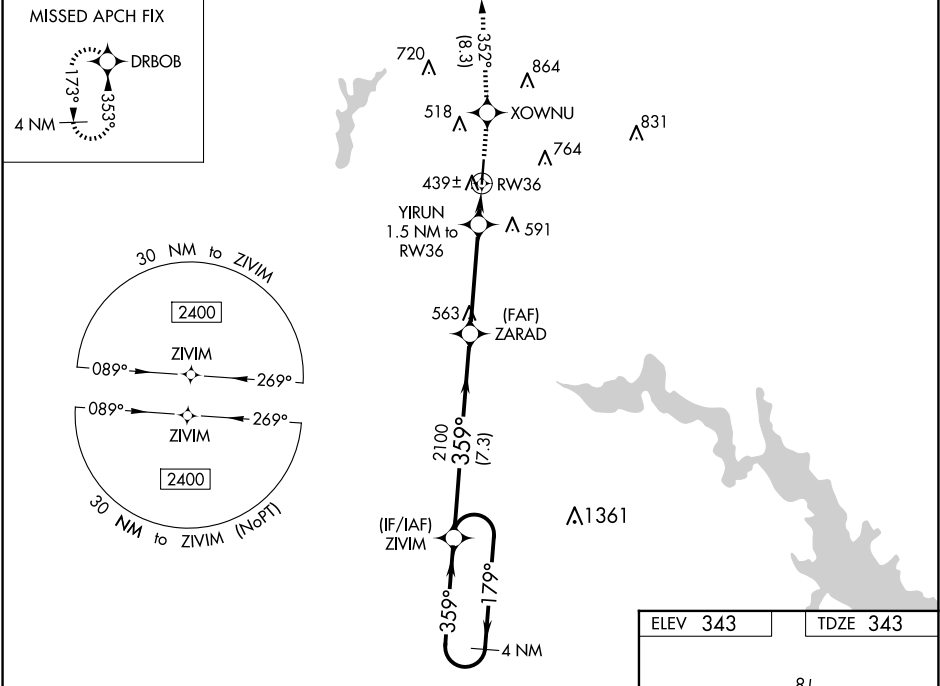 MISSED APCH FIX
DRBOB
173°
353°
4 NM
352°
(8.3)
720
864
518
XOWNU
831
764
439±
RW36
YIRUN
1.5 NM to
RW36
591
30 NM to ZIVIM
2400
ZIVIM
089°
269°
089°
269°
ZIVIM
2400
30 NM to ZIVIM (NoPT)
563
(FAF)
ZARAD
2100
359°
(7.3)
(IF/IAF)
ZIVIM
1361
359°
179°
4 NM
ELEV 343
TDZE 343